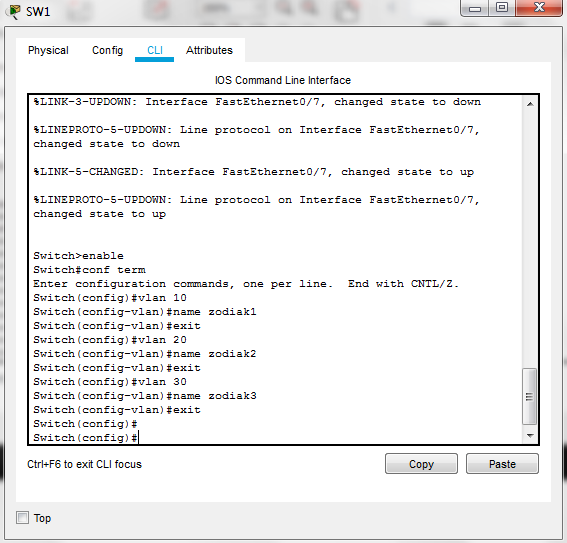 SW1
Physical Config CLI Attributes
IOS Command Line Interface
%LINK-3-UPDOWN: Interface FastEthernet0/7, changed state to down
%LINEPROTO-5-UPDOWN: Line protocol on Interface FastEthernet0/7,
changed state to down
%LINK-5-CHANGED: Interface FastEthernet0/7, changed state to up
%LINEPROTO-5-UPDOWN: Line protocol on Interface FastEthernet0/7,
changed state to up
Switch>enable
Switch#conf term
Enter configuration commands, one per line.  End with CNTL/Z.
Switch(config)#vlan 10
Switch(config-vlan)#name zodiak1
Switch(config-vlan)#exit
Switch(config)#vlan 20
Switch(config-vlan)#name zodiak2
Switch(config-vlan)#exit
Switch(config)#vlan 30
Switch(config-vlan)#name zodiak3
Switch(config-vlan)#exit
Switch(config)#
Switch(config)#
Ctrl+F6 to exit CLI focus
Copy Paste
Top